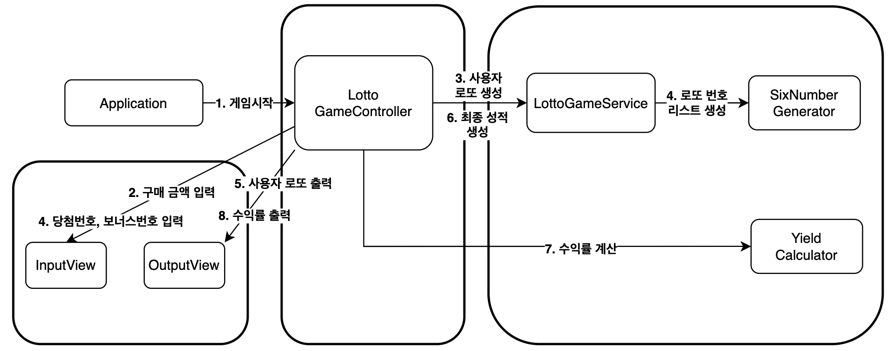 Application
1. 게임시작
Lotto
GameController
3. 사용자
로또 생성
6. 최종 성적
생성
LottoGameService
4. 로또 번호
리스트 생성
SixNumber
Generator
2. 구매 금액 입력
5. 사용자 로또 출력
4. 당첨번호, 보너스번호 입력
8. 수익률 출력
InputView
OutputView
7. 수익률 계산
Yield
Calculator